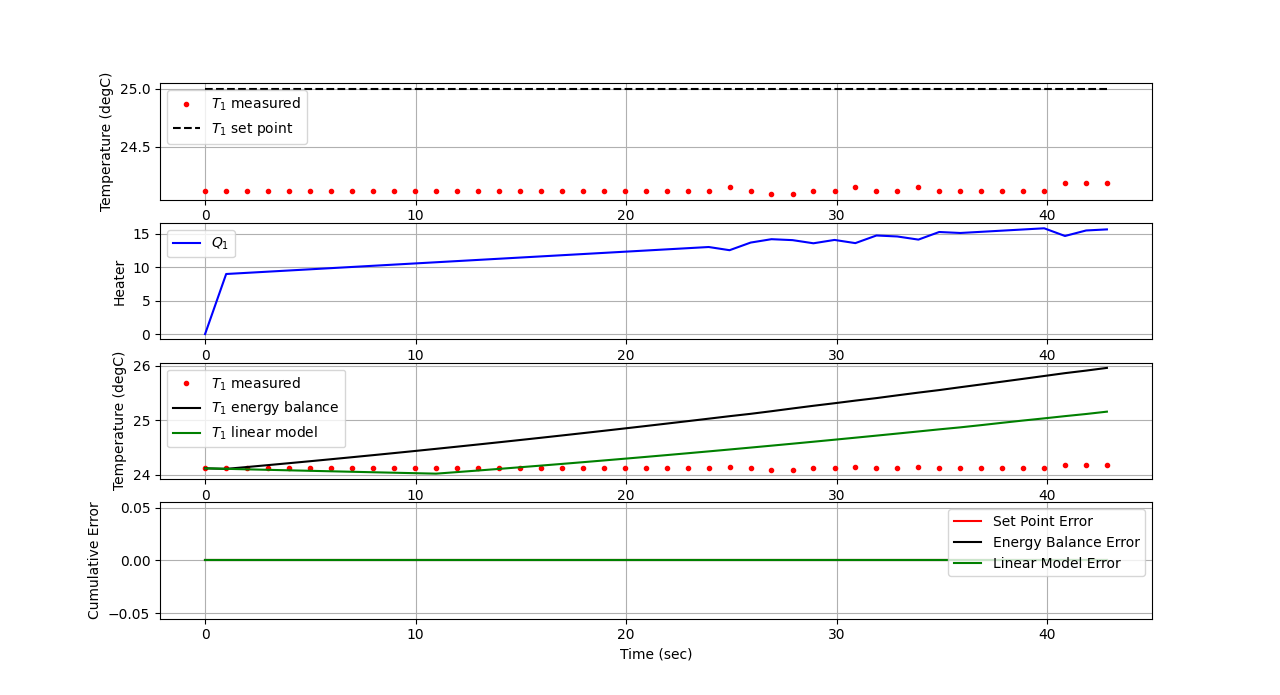 Temperature (degC)
25.0
24.5
T1 measured
T1 set point
0 10 20 30 40
Heater
15
10
5
0
Q1
0 10 20 30 40
Temperature (degC)
26
25
24
T1 measured
T1 energy balance
T1 linear model
0 10 20 30 40
Cumulative Error
0.05
0.00
−0.05
Set Point Error
Energy Balance Error
Linear Model Error
0 10 20 30 40
Time (sec)